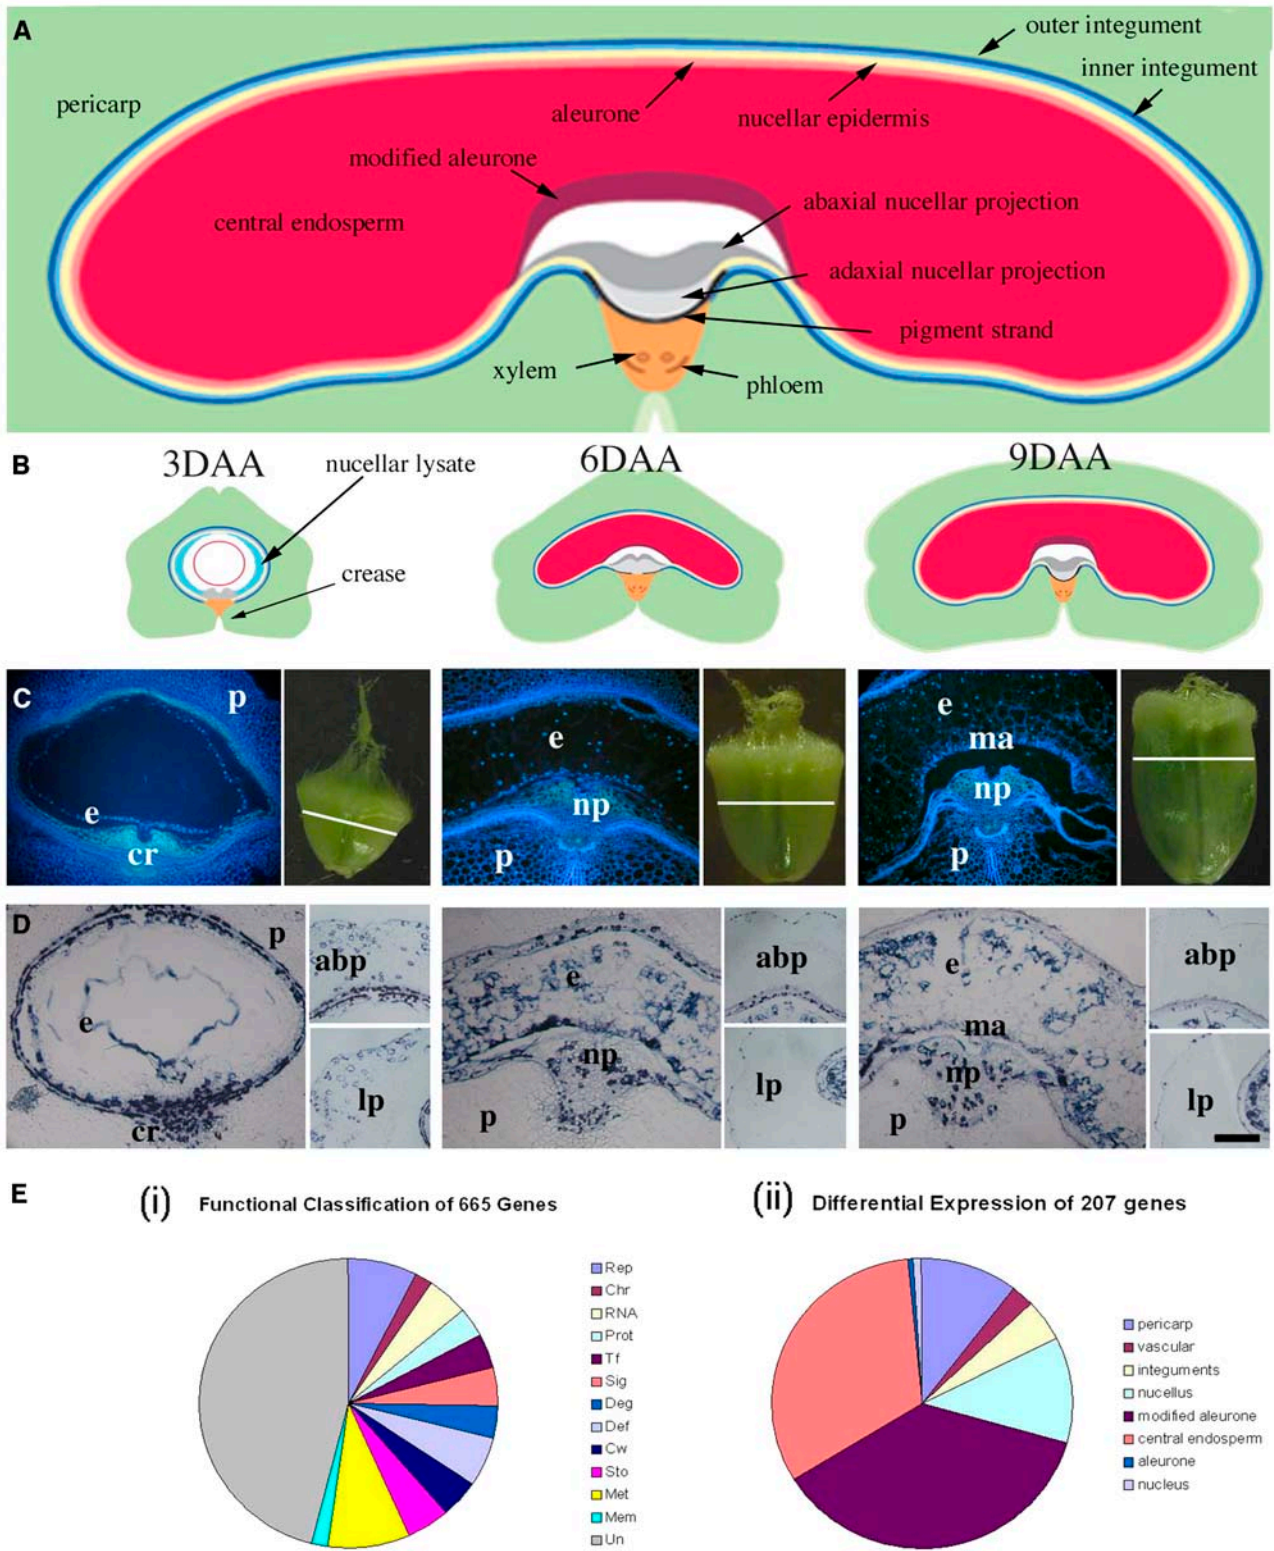 A
outer integument
inner integument
pericarp
aleurone
nucellar epidermis
modified aleurone
abaxial nucellar projection
central endosperm
adaxial nucellar projection
pigment strand
xylem
phloem
B
3DAA
nucellar lysate
6DAA
9DAA
crease
C
p
e
cr
e
np
p
e
ma
np
p
D
p
e
cr
abp
lp
e
np
p
abp
lp
e
ma
np
p
abp
lp
E
(i) Functional Classification of 665 Genes
Rep
Chr
RNA
Prot
Tf
Sig
Deg
Def
Cw
Sto
Met
Mem
Un
(ii) Differential Expression of 207 genes
pericarp
vascular
integuments
nucellus
modified aleurone
central endosperm
aleurone
nucleus